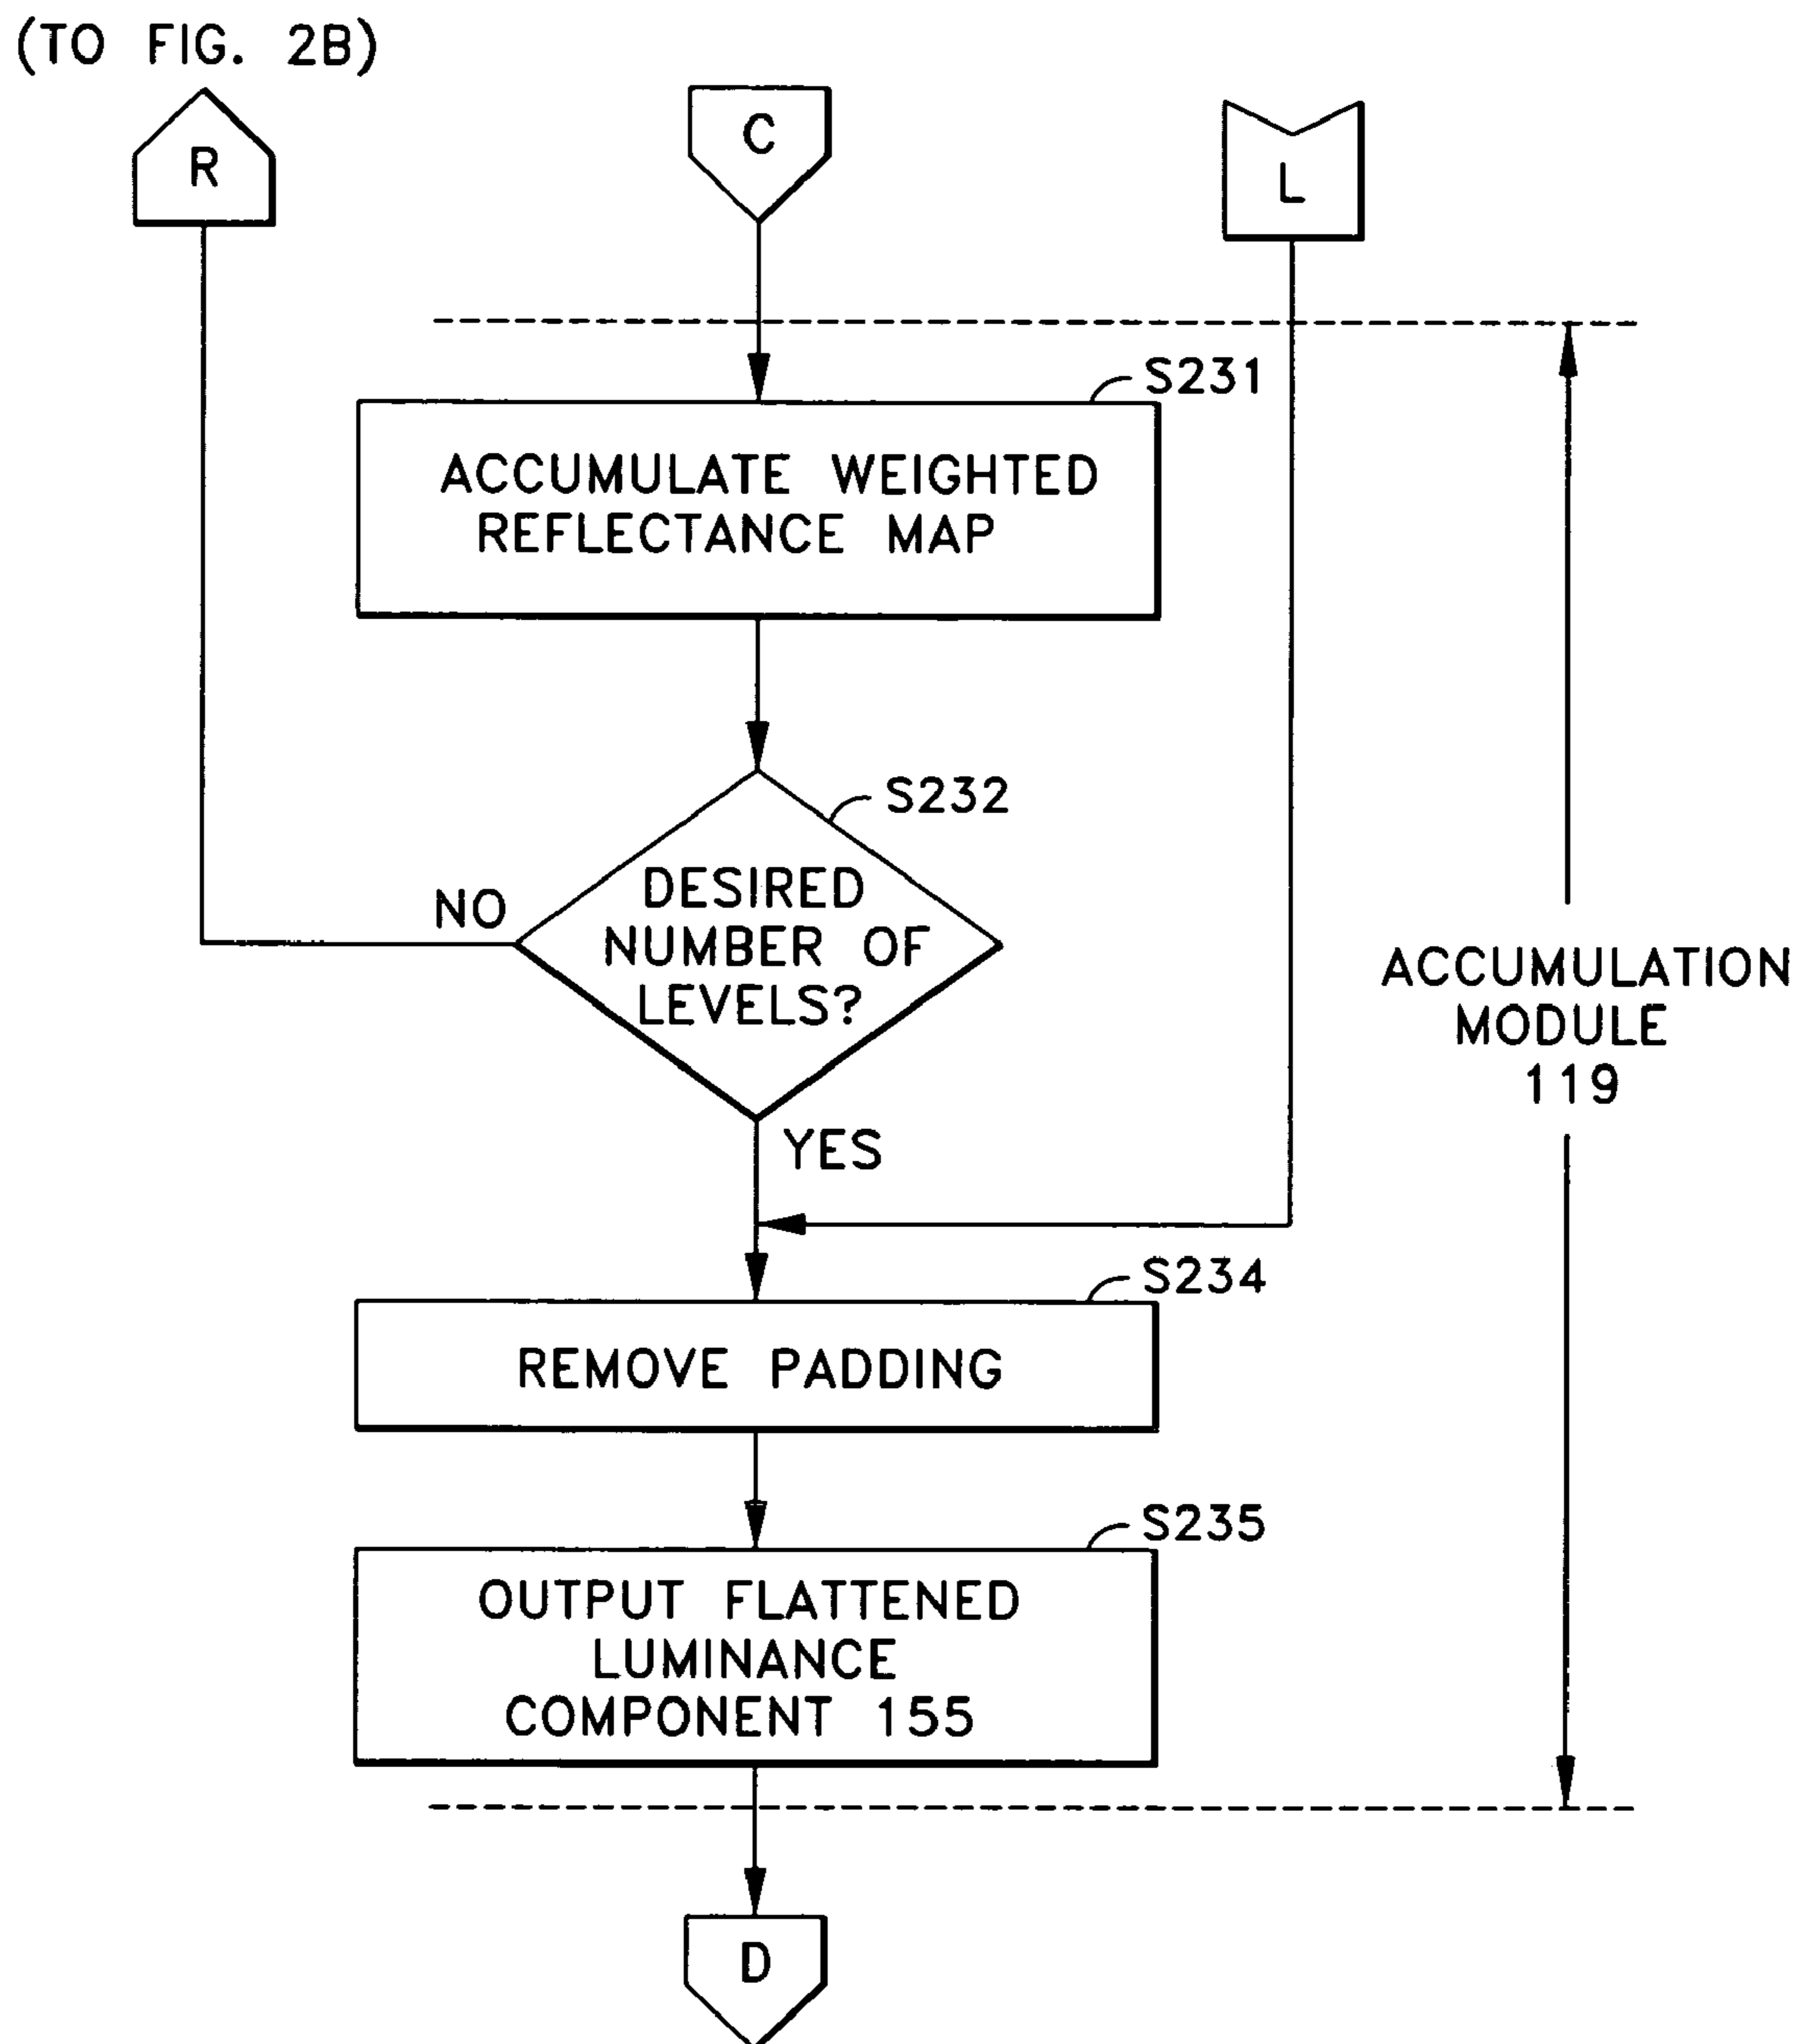 (TO FIG. 2B)
R
C
L
S231
ACCUMULATE WEIGHTED
REFLECTANCE MAP
S232
DESIRED
NUMBER OF
LEVELS?
NO
YES
ACCUMULATION
MODULE
119
S234
REMOVE PADDING
S235
OUTPUT FLATTENED
LUMINANCE
COMPONENT 155
D